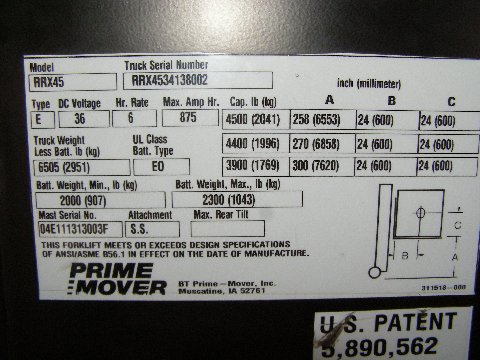 Model Truck Serial Number
RRX45 RRX4534138002 inch (millimeter)
Type DC Voltage Hr. Rate Max. Amp Hr. Cap. lb (kg) A B C
E 36 6 875 4500 (2041) 258 (6553) 24 (600) 24 (600)
Truck Weight UL Class 4400 (1996) 270 (6858) 24 (600) 24 (600)
Less Batt. lb (kg) Batt. Type
6505 (2951) EO 3900 (1769) 300 (7620) 24 (600) 24 (600)
Batt. Weight, Min., lb (kg) Batt. Weight, Max., lb (kg)
2000 (907) 2300 (1043)
Mast Serial No. Attachment Max. Rear Tilt
04E111313003F S.S.
C
B A
THIS FORKLIFT MEETS OR EXCEEDS DESIGN SPECIFICATIONS
OF ANSI/ASME B56.1 IN EFFECT ON THE DATE OF MANUFACTURE.
PRIME
MOVER
BT Prime-Mover, Inc.
Muscatine, IA 52761
311518-000
U.S. PATENT
5,890,562